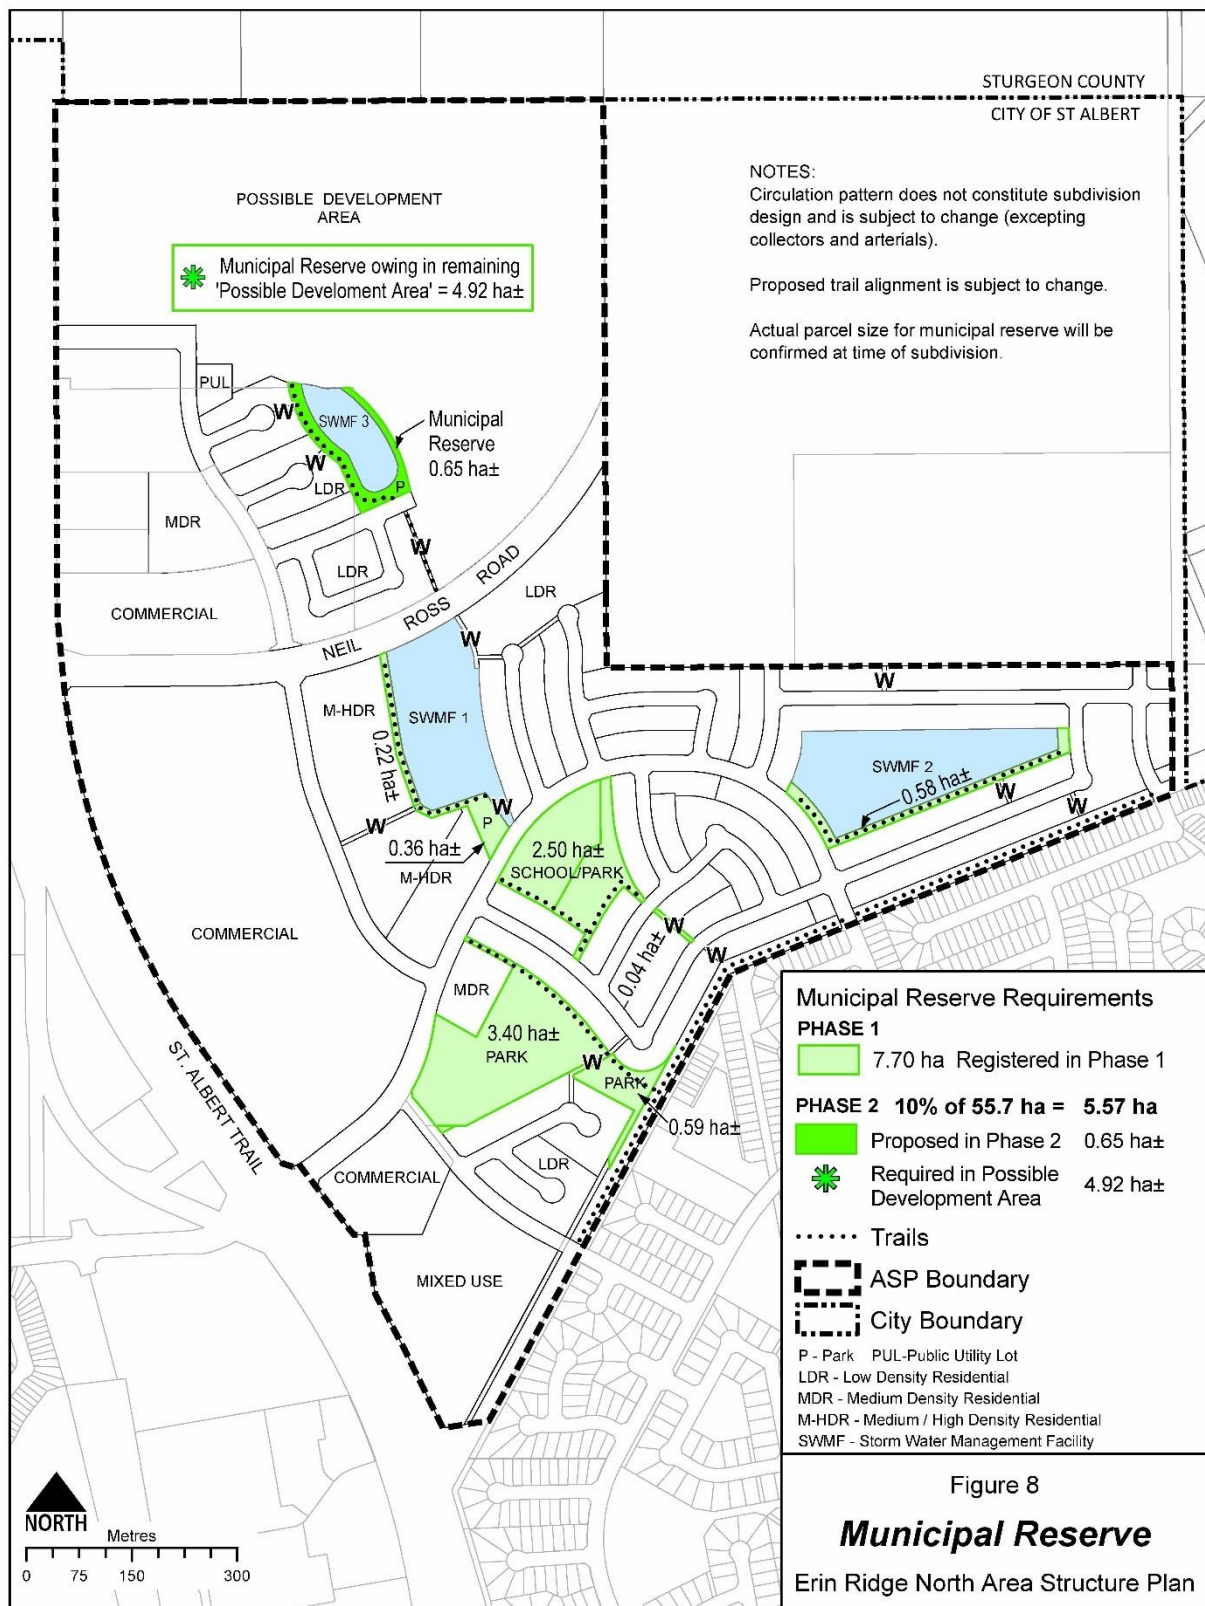 STURGEON COUNTY
CITY OF ST ALBERT
NOTES:
Circulation pattern does not constitute subdivision
design and is subject to change (excepting
collectors and arterials).
Proposed trail alignment is subject to change.
Actual parcel size for municipal reserve will be
confirmed at time of subdivision.
POSSIBLE DEVELOPMENT
AREA
Municipal Reserve owing in remaining
'Possible Develoment Area' = 4.92 ha±
PUL
W
SWMF 3
Municipal
Reserve
0.65 ha±
W
LDR
P
MDR
W
LDR
COMMERCIAL
NEIL ROSS ROAD
LDR
W
W
M-HDR
SWMF 1
0.22 ha±
SWMF 2
0.58 ha±
W
W
W
P
W
0.36 ha±
M-HDR
2.50 ha±
SCHOOL/PARK
W
W
0.04 ha±
COMMERCIAL
MDR
3.40 ha±
PARK
W
PARK
0.59 ha±
ST. ALBERT TRAIL
LDR
COMMERCIAL
MIXED USE
Municipal Reserve Requirements
PHASE 1
7.70 ha Registered in Phase 1
PHASE 2 10% of 55.7 ha = 5.57 ha
Proposed in Phase 2 0.65 ha±
Required in Possible
Development Area 4.92 ha±
Trails
ASP Boundary
City Boundary
P - Park PUL-Public Utility Lot
LDR - Low Density Residential
MDR - Medium Density Residential
M-HDR - Medium / High Density Residential
SWMF - Storm Water Management Facility
Figure 8
Municipal Reserve
Erin Ridge North Area Structure Plan
NORTH
Metres
0 75 150 300